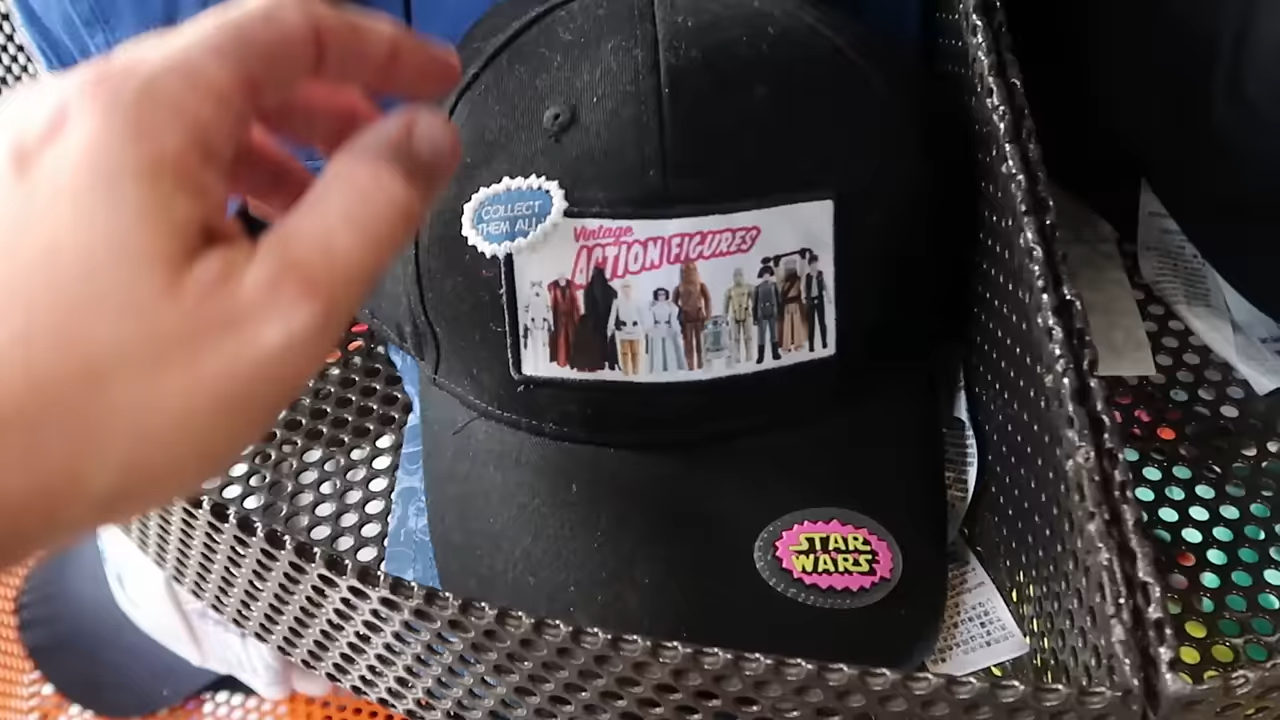 COLLECT
THEM ALL
Vintage
ACTION FIGURES
STAR
WARS